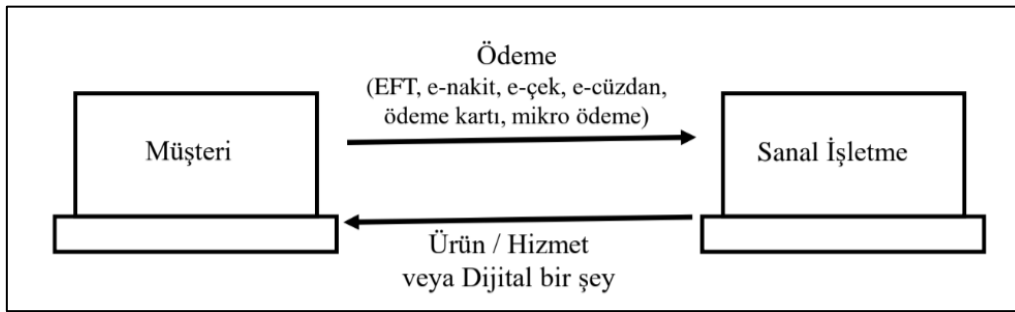 Ödeme
(EFT, e-nakit, e-çek, e-cüzdan,
ödeme kartı, mikro ödeme)
Müşteri
Sanal İşletme
Ürün / Hizmet
veya Dijital bir şey